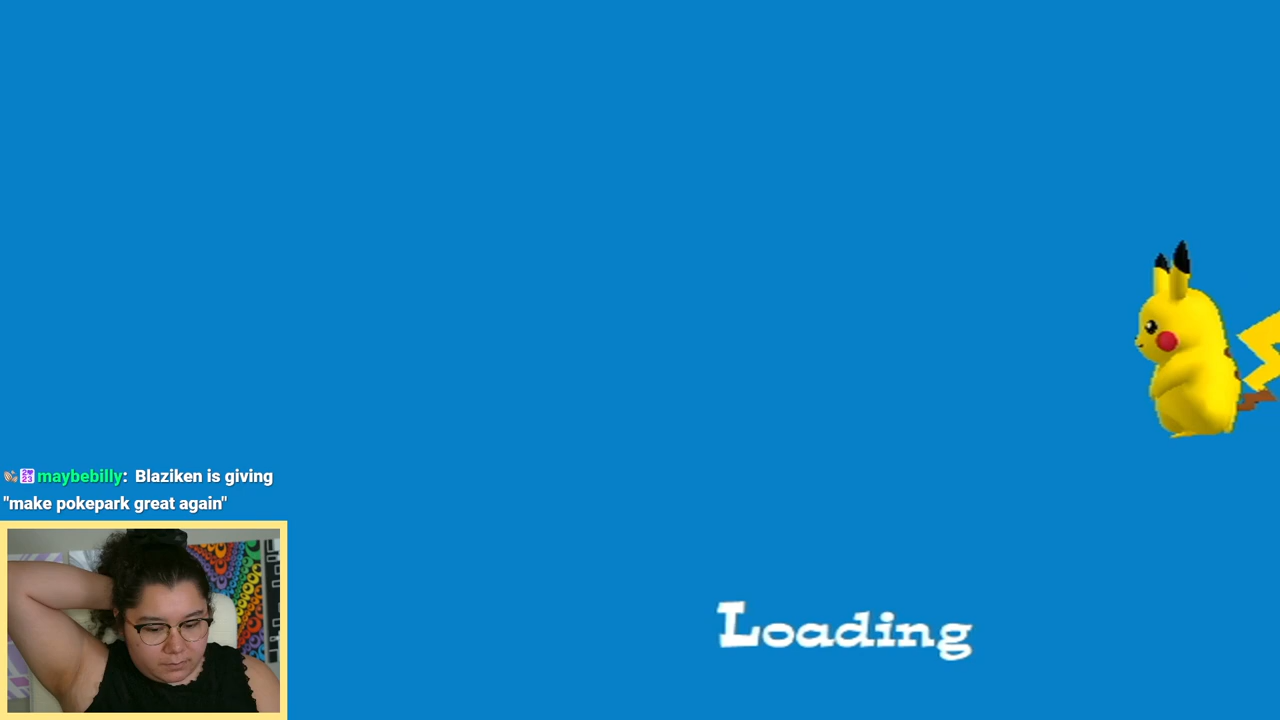 maybebilly: Blaziken is giving
"make pokepark great again"
Loading